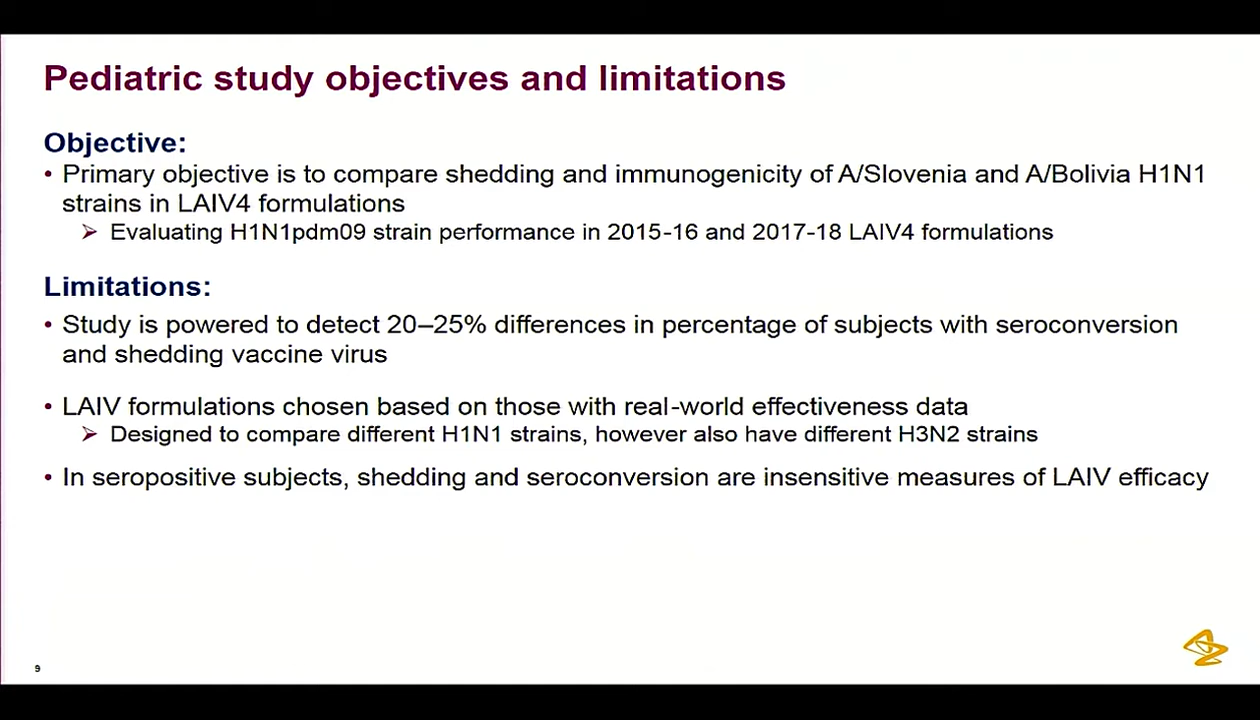 Pediatric study objectives and limitations
Objective:
• Primary objective is to compare shedding and immunogenicity of A/Slovenia and A/Bolivia H1N1
strains in LAIV4 formulations
➢ Evaluating H1N1pdm09 strain performance in 2015-16 and 2017-18 LAIV4 formulations
Limitations:
• Study is powered to detect 20–25% differences in percentage of subjects with seroconversion
and shedding vaccine virus
• LAIV formulations chosen based on those with real-world effectiveness data
➢ Designed to compare different H1N1 strains, however also have different H3N2 strains
• In seropositive subjects, shedding and seroconversion are insensitive measures of LAIV efficacy
9